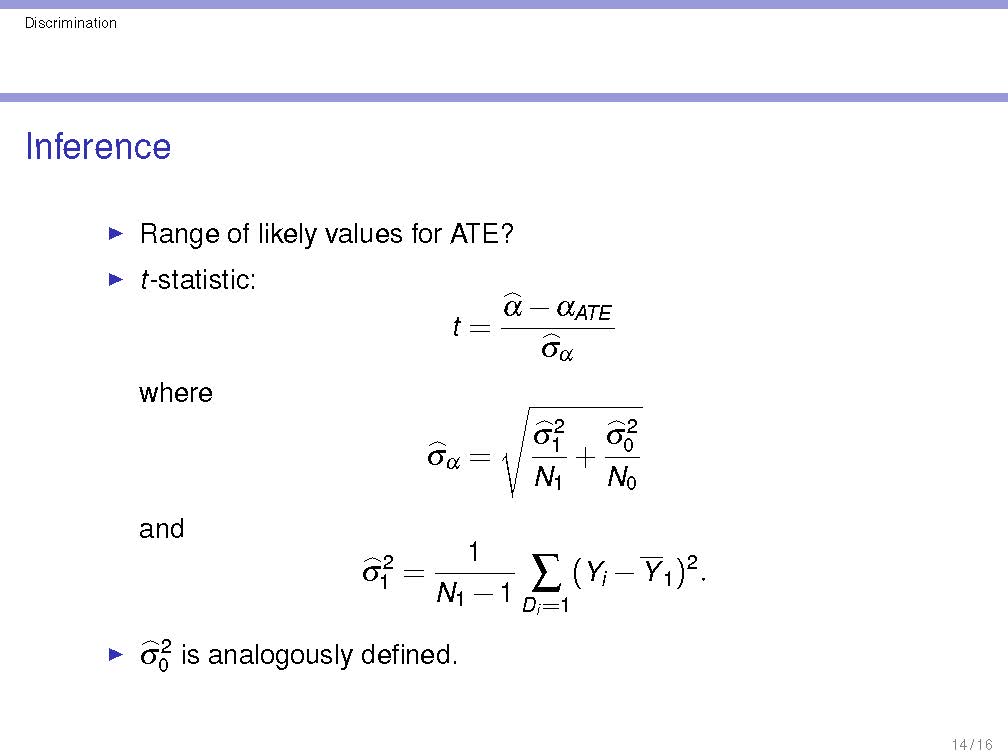 Discrimination
Inference
▶ Range of likely values for ATE?
▶ t-statistic:
t = \frac{\widehat{\alpha} - \alpha_{ATE}}{\widehat{\sigma}_{\alpha}}
where
\widehat{\sigma}_{\alpha} = \sqrt{\frac{\widehat{\sigma}_1^2}{N_1} + \frac{\widehat{\sigma}_0^2}{N_0}}
and
\widehat{\sigma}_1^2 = \frac{1}{N_1 - 1} \sum_{D_i=1} (Y_i - \overline{Y}_1)^2.
▶ \widehat{\sigma}_0^2 is analogously defined.
14 / 16